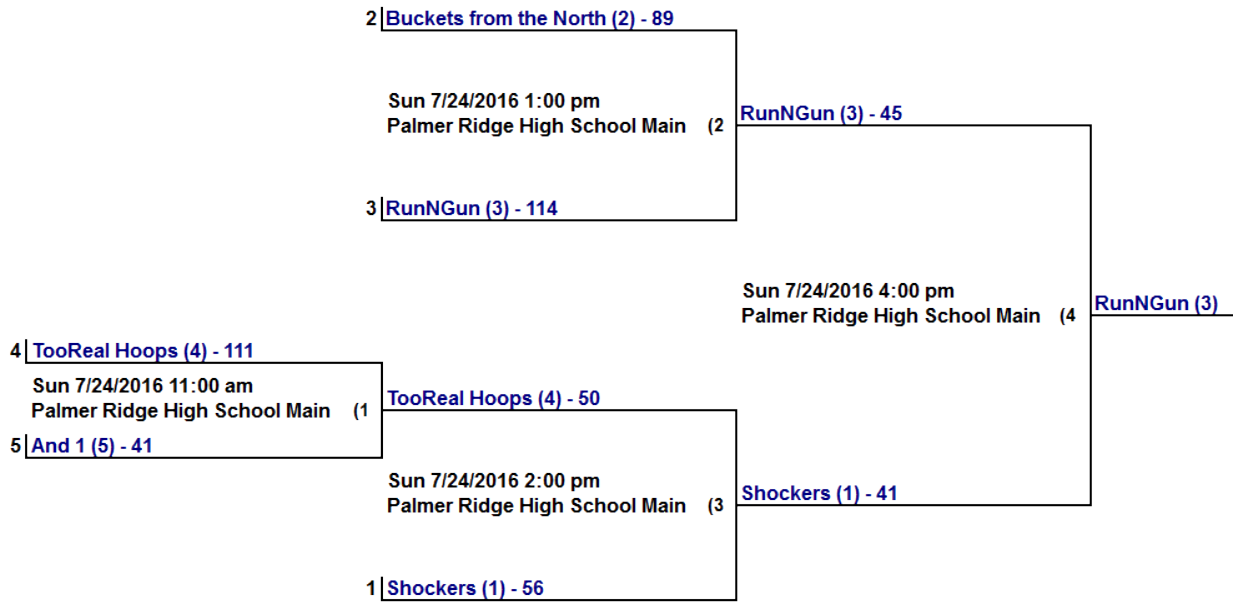 2 Buckets from the North (2) - 89
Sun 7/24/2016 1:00 pm
Palmer Ridge High School Main (2
RunNGun (3) - 45
3 RunNGun (3) - 114
Sun 7/24/2016 4:00 pm
Palmer Ridge High School Main (4
RunNGun (3)
4 TooReal Hoops (4) - 111
Sun 7/24/2016 11:00 am
Palmer Ridge High School Main (1
TooReal Hoops (4) - 50
5 And 1 (5) - 41
Sun 7/24/2016 2:00 pm
Palmer Ridge High School Main (3
Shockers (1) - 41
1 Shockers (1) - 56